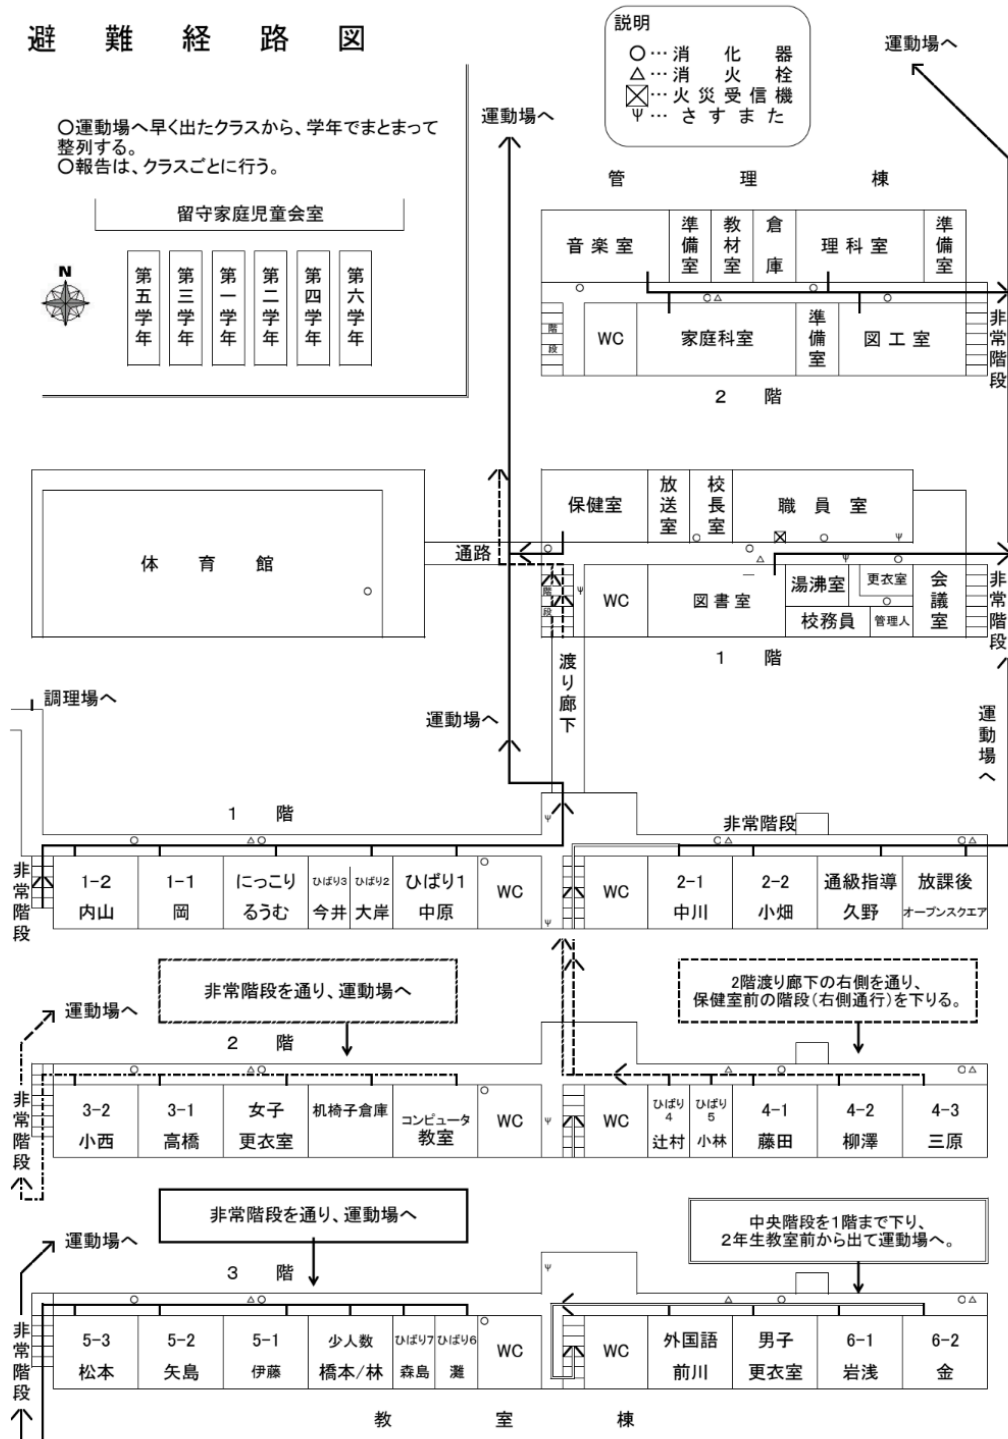 避難経路図
説明
○…消化器
△…消火栓
…火災受信機
Ψ…さすまた
運動場へ
運動場へ
○運動場へ早く出たクラスから、学年でまとまって
整列する。
○報告は、クラスごとに行う。
留守家庭児童会室
N
第五学年
第三学年
第一学年
第二学年
第四学年
第六学年
管理棟
音楽室
準備室
教材室
倉庫
理科室
準備室
階段
WC
家庭科室
準備室
図工室
非常階段
2階
体育館
通路
保健室
放送室
校長室
職員室
階段
WC
図書室
湯沸室
更衣室
校務員
管理人
会議室
非常階段
1階
渡り廊下
調理場へ
運動場へ
運動場へ
1階
非常階段
非常階段
1-2
内山
1-1
岡
にっこり
るうむ
ひばり3
今井
ひばり2
大岸
ひばり1
中原
WC
WC
2-1
中川
2-2
小畑
通級指導
久野
放課後
オープンスクエア
非常階段を通り、運動場へ
2階渡り廊下の右側を通り、
保健室前の階段(右側通行)を下りる。
運動場へ
2階
非常階段
3-2
小西
3-1
高橋
女子
更衣室
机椅子倉庫
コンピュータ
教室
WC
WC
ひばり
4
辻村
ひばり
5
小林
4-1
藤田
4-2
柳澤
4-3
三原
非常階段を通り、運動場へ
中央階段を1階まで下り、
2年生教室前から出て運動場へ。
運動場へ
3階
非常階段
5-3
松本
5-2
矢島
5-1
伊藤
少人数
橋本/林
ひばり7
森島
ひばり6
灘
WC
WC
外国語
前川
男子
更衣室
6-1
岩浅
6-2
金
教室棟